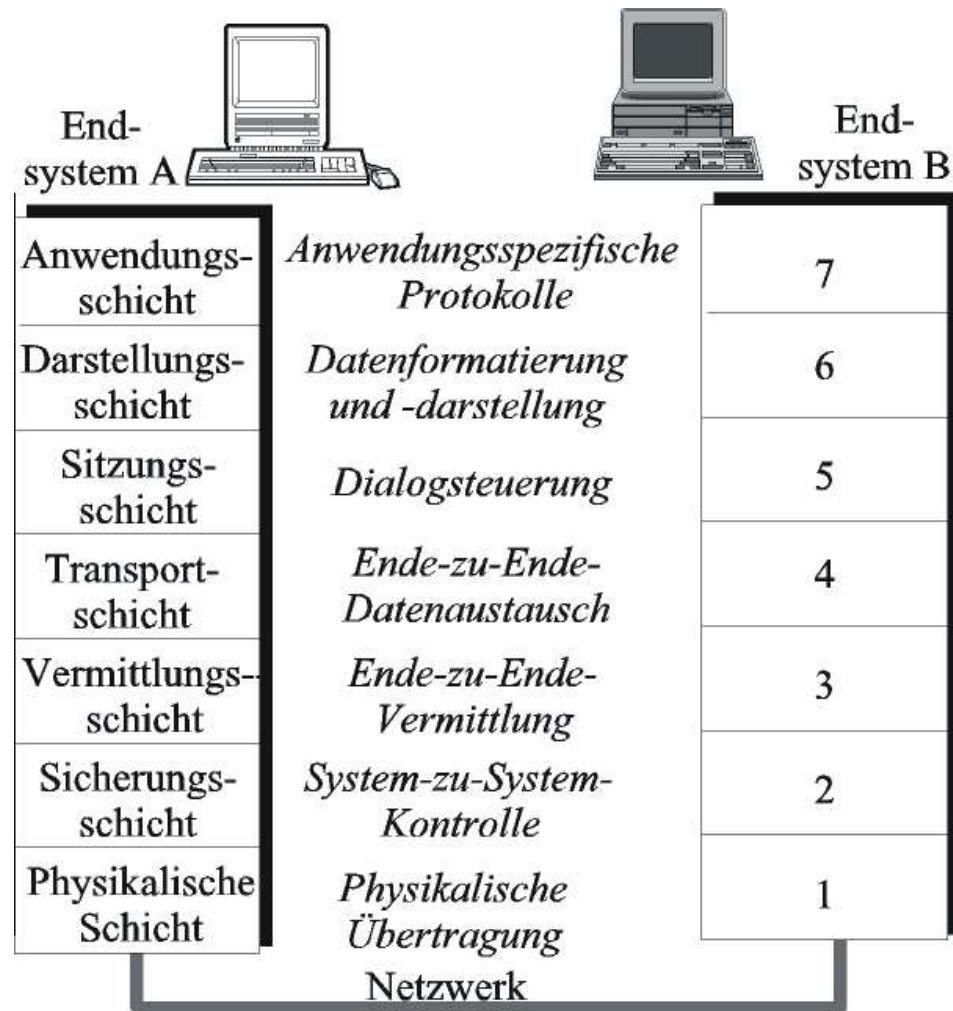 End-
system A
End-
system B
Anwendungs-
schicht
Anwendungsspezifische
Protokolle
7
Darstellungs-
schicht
Datenformatierung
und -darstellung
6
Sitzungs-
schicht
Dialogsteuerung
5
Transport-
schicht
Ende-zu-Ende-
Datenaustausch
4
Vermittlungs-
schicht
Ende-zu-Ende-
Vermittlung
3
Sicherungs-
schicht
System-zu-System-
Kontrolle
2
Physikalische
Schicht
Physikalische
Übertragung
1
Netzwerk